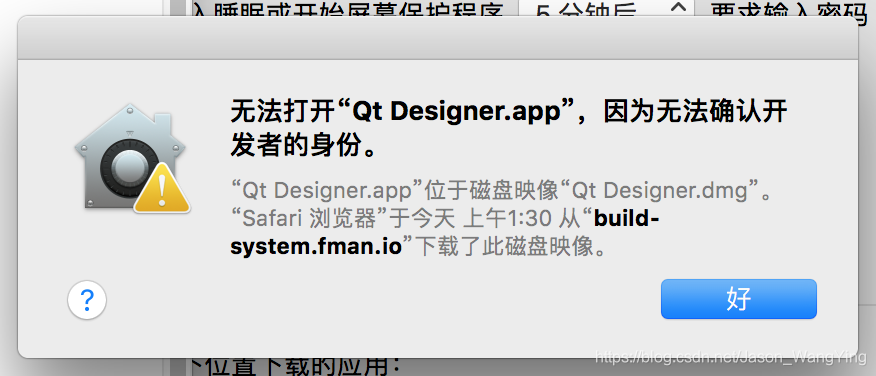 入睡眠或开始屏幕保护程序 5 分钟后 要求输入密码
无法打开“Qt Designer.app”，因为无法确认开
发者的身份。
“Qt Designer.app”位于磁盘映像“Qt Designer.dmg”。
“Safari 浏览器”于今天 上午1:30 从“build-
system.fman.io”下载了此磁盘映像。
?
好
下位置下载的应用：
https://blog.csdn.net/Jason_WangYing